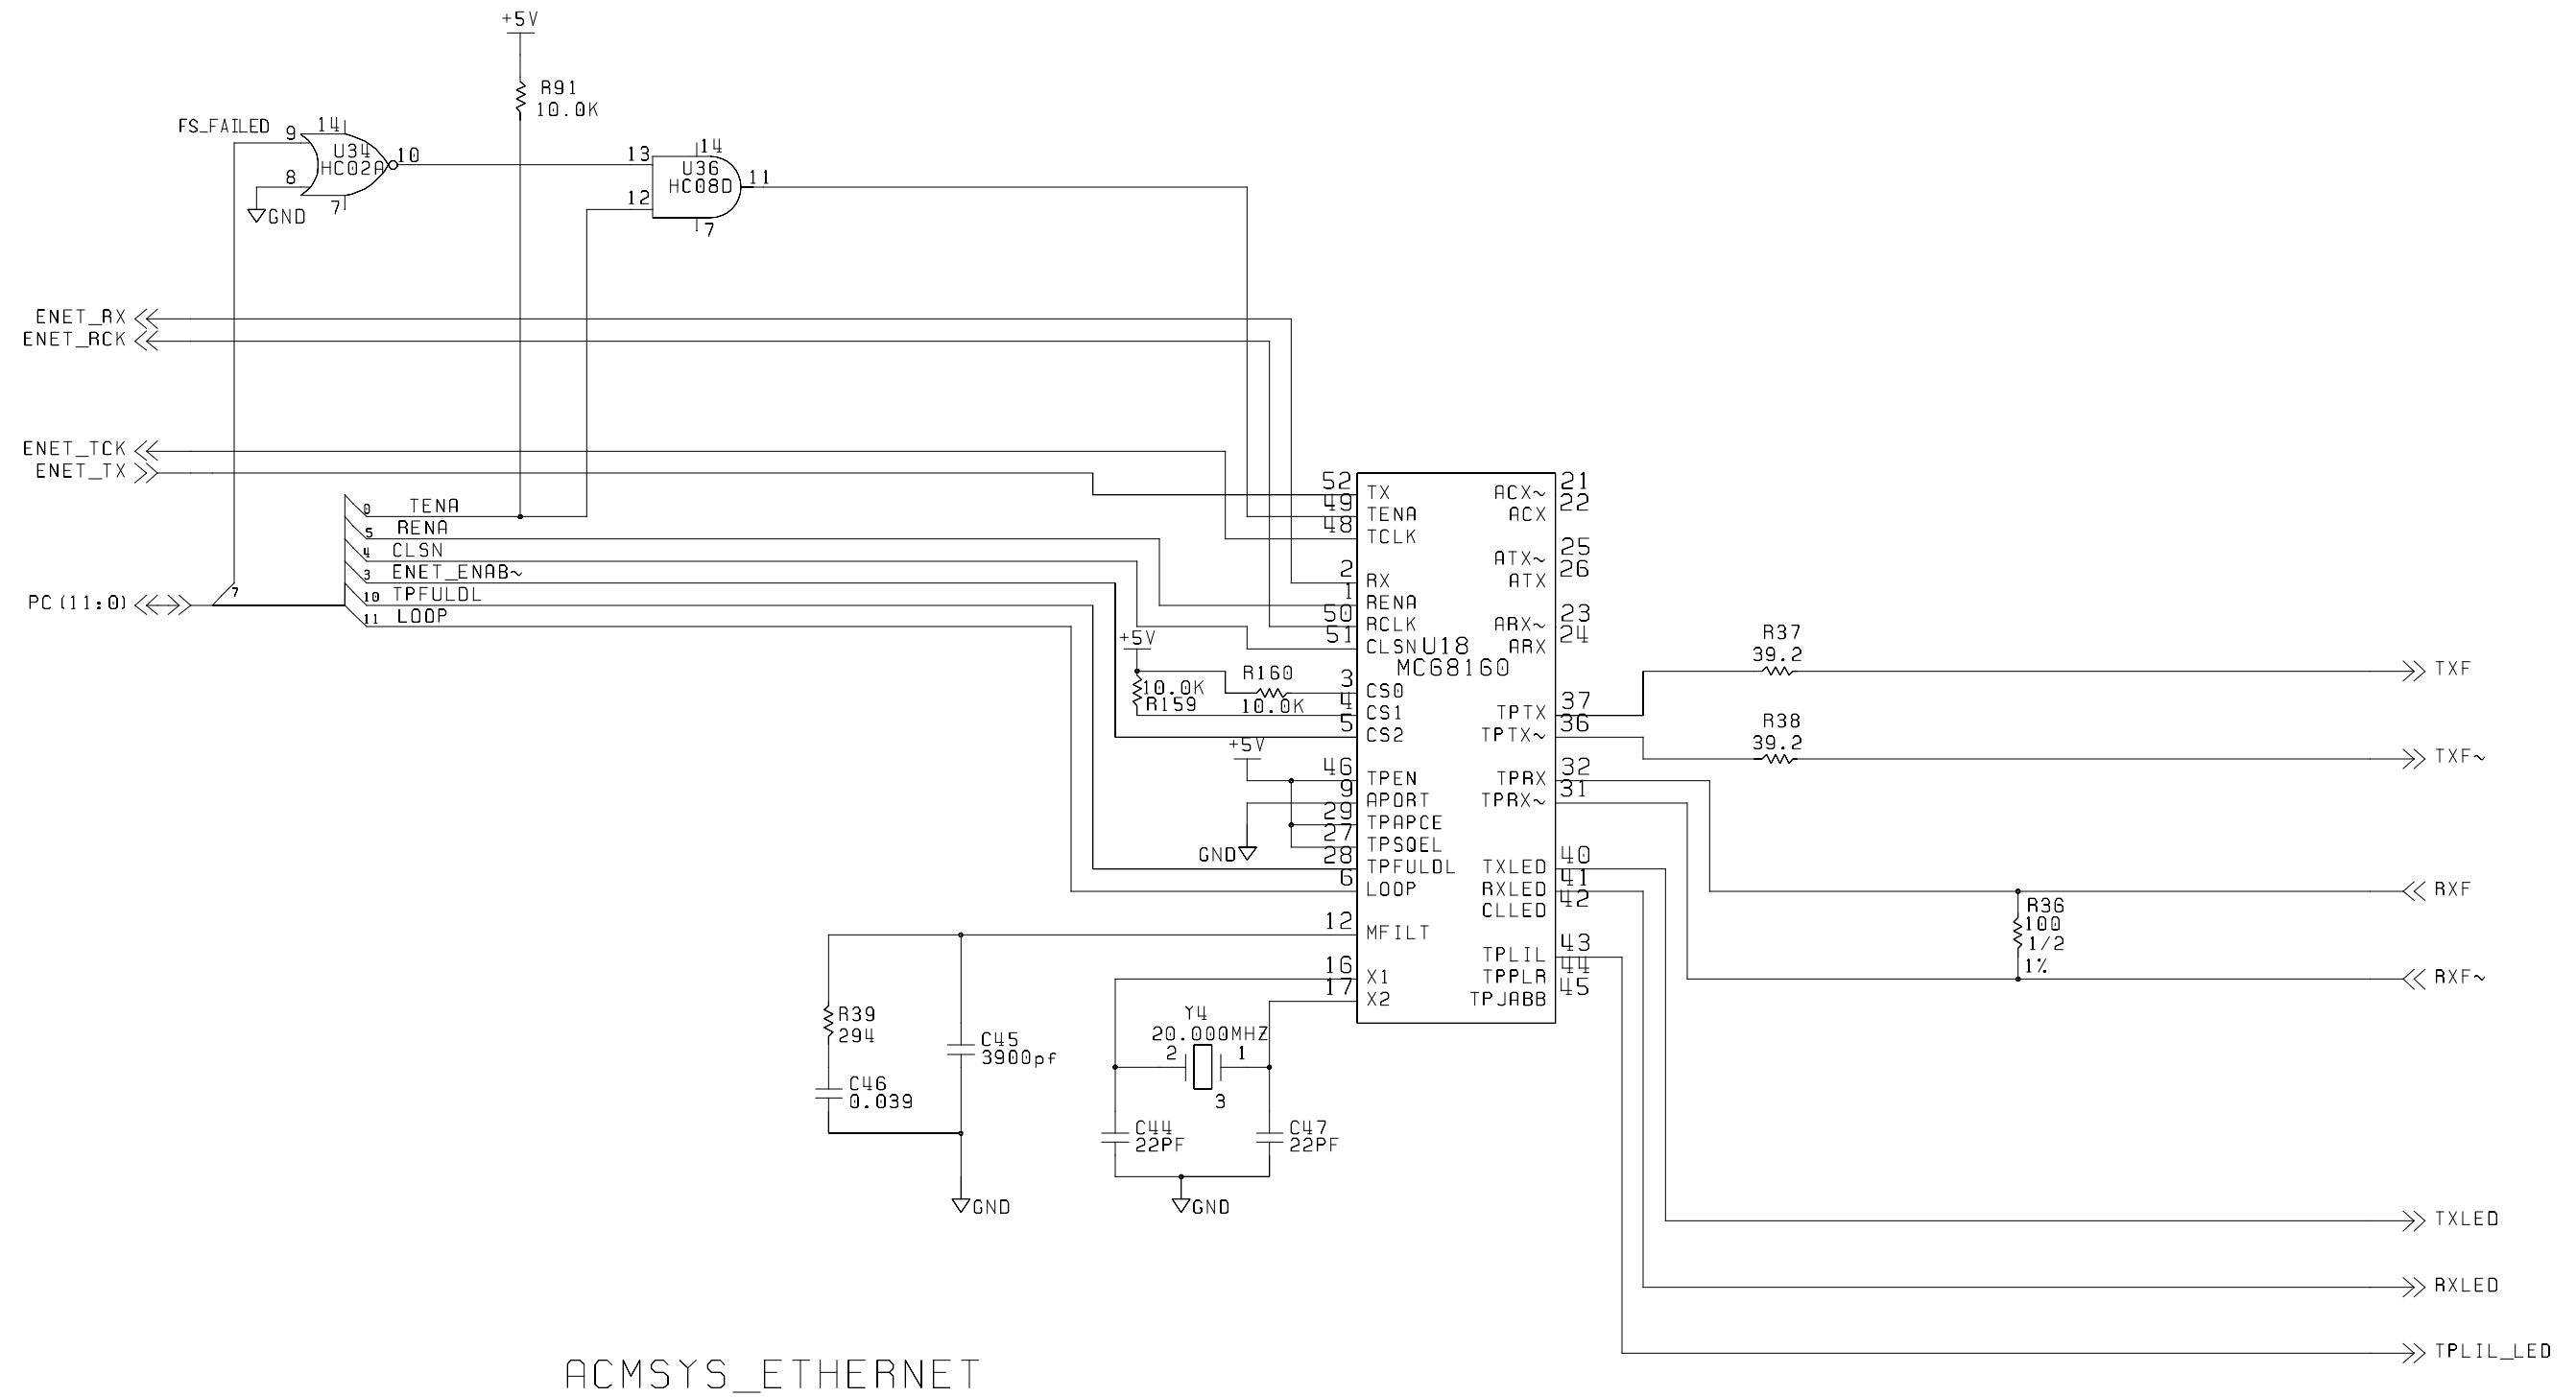 +5V
R91
10.0K
FS_FAILED
9
14
U34
HC02A
10
8
7
GND
13
14
U36
HC08D
11
12
7
ENET_RX
ENET_RCK
ENET_TCK
ENET_TX
0 TENA
5 RENA
4 CLSN
3 ENET_ENAB~
10 TPFULDL
11 LOOP
7
PC(11:0)
52 TX
49 TENA
48 TCLK
2 RX
1 RENA
50 RCLK
51 CLSN
U18
MC68160
+5V
10.0K
R159
R160
10.0K
3 CS0
4 CS1
5 CS2
+5V
46 TPEN
9 APORT
29 TPAPCE
27 TPSQEL
GND
28 TPFULDL
6 LOOP
12 MFILT
16 X1
17 X2
ACX~ 21
ACX 22
ATX~ 25
ATX 26
ARX~ 23
ARX 24
TPTX 37
TPTX~ 36
TPRX 32
TPRX~ 31
TXLED 40
RXLED 41
CLLED 42
TPLIL 43
TPPLR 44
TPJABB 45
R37
39.2
TXF
R38
39.2
TXF~
RXF
R36
100
1/2
1%
RXF~
R39
294
C46
0.039
C45
3900pf
GND
Y4
20.000MHZ
2
1
3
C44
22PF
C47
22PF
GND
TXLED
RXLED
TPLIL_LED
ACMSYS_ETHERNET